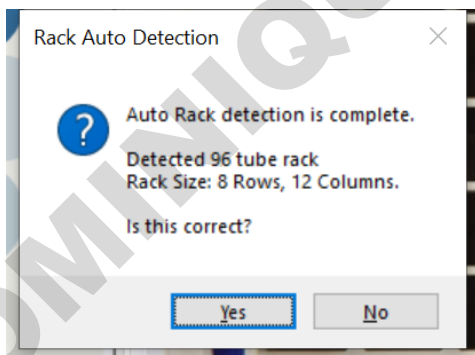 Rack Auto Detection
Auto Rack detection is complete.
Detected 96 tube rack
Rack Size: 8 Rows, 12 Columns.
Is this correct?
Yes
No